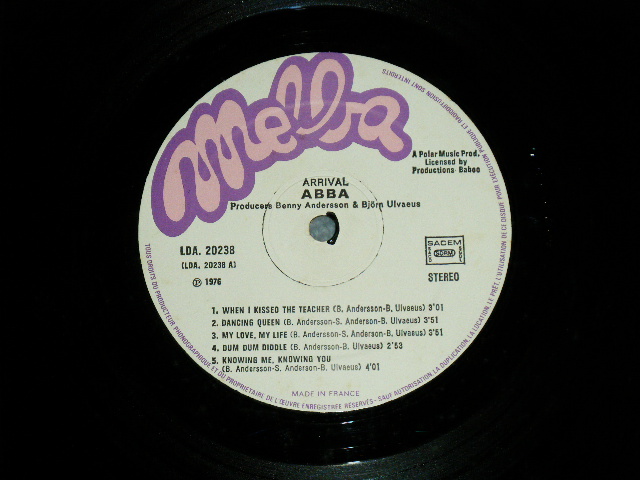 Melba
A Polar Music Prod.
Licensed by
Productions Baboo
ARRIVAL
ABBA
Producers Benny Andersson & Björn Ulvaeus
LDA. 20238
(LDA. 20238 A)
℗ 1976
SACEM
SDRM
STEREO
1. WHEN I KISSED THE TEACHER (B. Andersson-B. Ulvaeus) 3'01
2. DANCING QUEEN (B. Andersson-S. Anderson-B. Ulvaeus) 3'51
3. MY LOVE, MY LIFE (B. Andersson-S. Anderson-B. Ulvaeus) 3'51
4. DUM DUM DIDDLE (B. Andersson-B. Ulvaeus) 2'53
5. KNOWING ME, KNOWING YOU
(B. Andersson-S. Anderson-B. Ulvaeus) 4'01
MADE IN FRANCE
TOUS DROITS DU PRODUCTEUR PHONOGRAPHIQUE ET DU PROPRIETAIRE DE L'ŒUVRE ENREGISTREE RESERVES - SAUF AUTORISATION, LA DUPLICATION, LA LOCATION, LE PRÊT, L'UTILISATION DE CE DISQUE POUR EXECUTION PUBLIQUE ET RADIODIFFUSION SONT INTERDITS